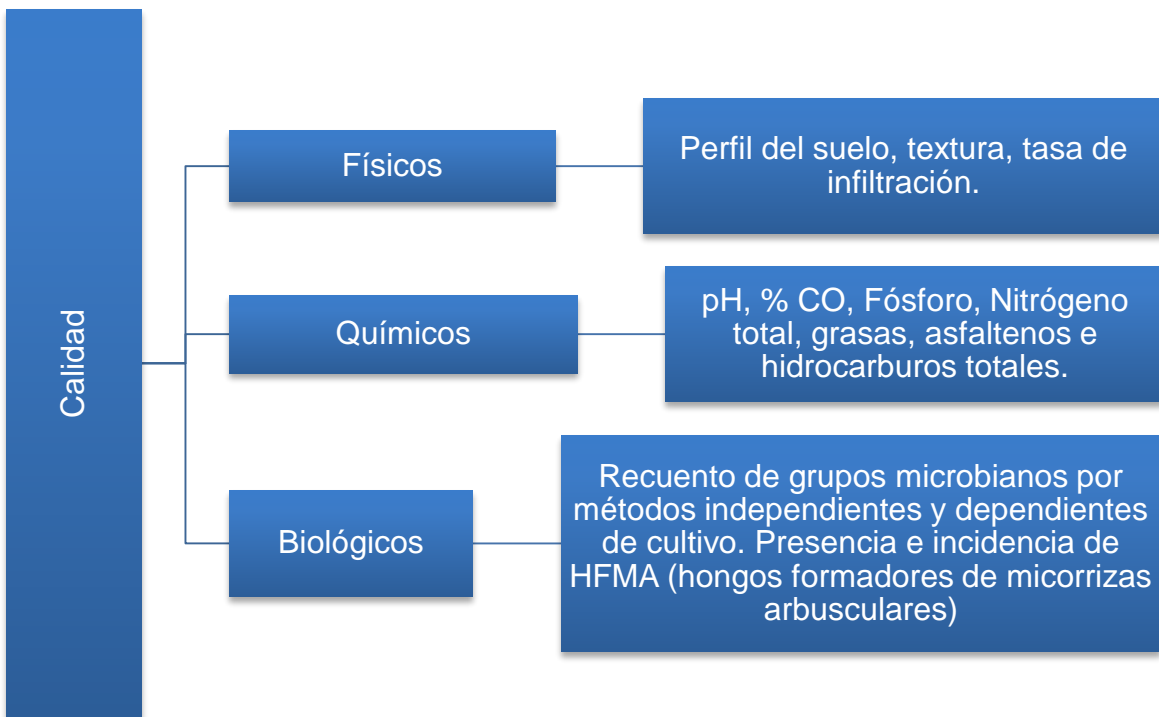 Calidad
Físicos
Perfil del suelo, textura, tasa de
infiltración.
Químicos
pH, % CO, Fósforo, Nitrógeno
total, grasas, asfaltenos e
hidrocarburos totales.
Biológicos
Recuento de grupos microbianos por
métodos independientes y dependientes
de cultivo. Presencia e incidencia de
HFMA (hongos formadores de micorrizas
arbusculares)